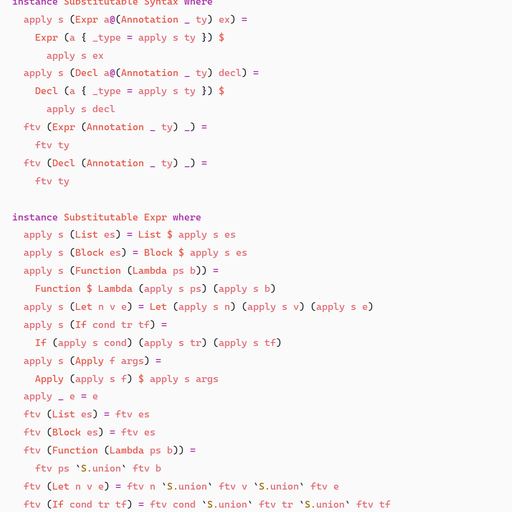 instance Substitutable Syntax where
  apply s (Expr a@(Annotation _ ty) ex) =
    Expr (a { _type = apply s ty }) $
      apply s ex
  apply s (Decl a@(Annotation _ ty) decl) =
    Decl (a { _type = apply s ty }) $
      apply s decl
  ftv (Expr (Annotation _ ty) _) =
    ftv ty
  ftv (Decl (Annotation _ ty) _) =
    ftv ty

instance Substitutable Expr where
  apply s (List es) = List $ apply s es
  apply s (Block es) = Block $ apply s es
  apply s (Function (Lambda ps b)) =
    Function $ Lambda (apply s ps) (apply s b)
  apply s (Let n v e) = Let (apply s n) (apply s v) (apply s e)
  apply s (If cond tr tf) =
    If (apply s cond) (apply s tr) (apply s tf)
  apply s (Apply f args) =
    Apply (apply s f) $ apply s args
  apply _ e = e
  ftv (List es) = ftv es
  ftv (Block es) = ftv es
  ftv (Function (Lambda ps b)) =
    ftv ps `S.union` ftv b
  ftv (Let n v e) = ftv n `S.union` ftv v `S.union` ftv e
  ftv (If cond tr tf) = ftv cond `S.union` ftv tr `S.union` ftv tf